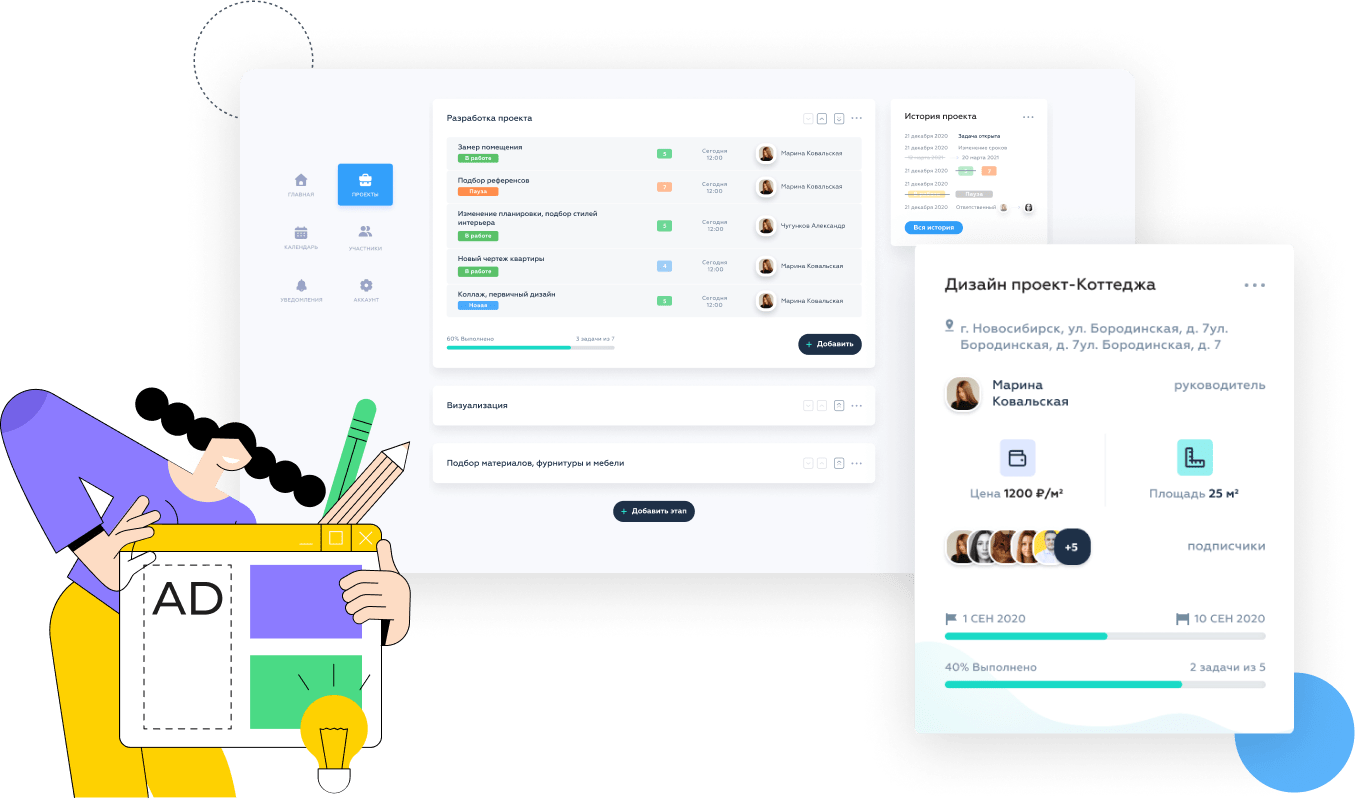 Разработка проекта
Замер помещения
В работе
5
Сегодня
12:00
Марина Ковальская
Подбор референсов
Пауза
Сегодня
12:00
Марина Ковальская
Изменение планировки, подбор стилей
интерьера
В работе
5
Сегодня
12:00
Чугунков Александр
Новый чертеж квартиры
В работе
4
Сегодня
12:00
Марина Ковальская
Коллаж, первичный дизайн
Новая
5
Сегодня
12:00
Марина Ковальская
60% Выполнено
3 задачи из 7
+ Добавить
Визуализация
Подбор материалов, фурнитуры и мебели
+ Добавить этап
ГЛАВНАЯ
ПРОЕКТЫ
КАЛЕНДАРЬ
УЧАСТНИКИ
УВЕДОМЛЕНИЯ
АККАУНТ
История проекта
21 декабря 2020 Задача открыта
21 декабря 2020 Изменение сроков
12 марта 2021 20 марта 2021
21 декабря 2020
21 декабря 2020
Пауза
21 декабря 2020 Ответственный
Вся история
Дизайн проект-Коттеджа
г. Новосибирск, ул. Бородинская, д. 7ул.
Бородинская, д. 7ул. Бородинская, д. 7
Марина
Ковальская
руководитель
Цена 1200 ₽/м²
Площадь 25 м²
+5
подписчики
1 СЕН 2020
10 СЕН 2020
40% Выполнено
2 задачи из 5
AD